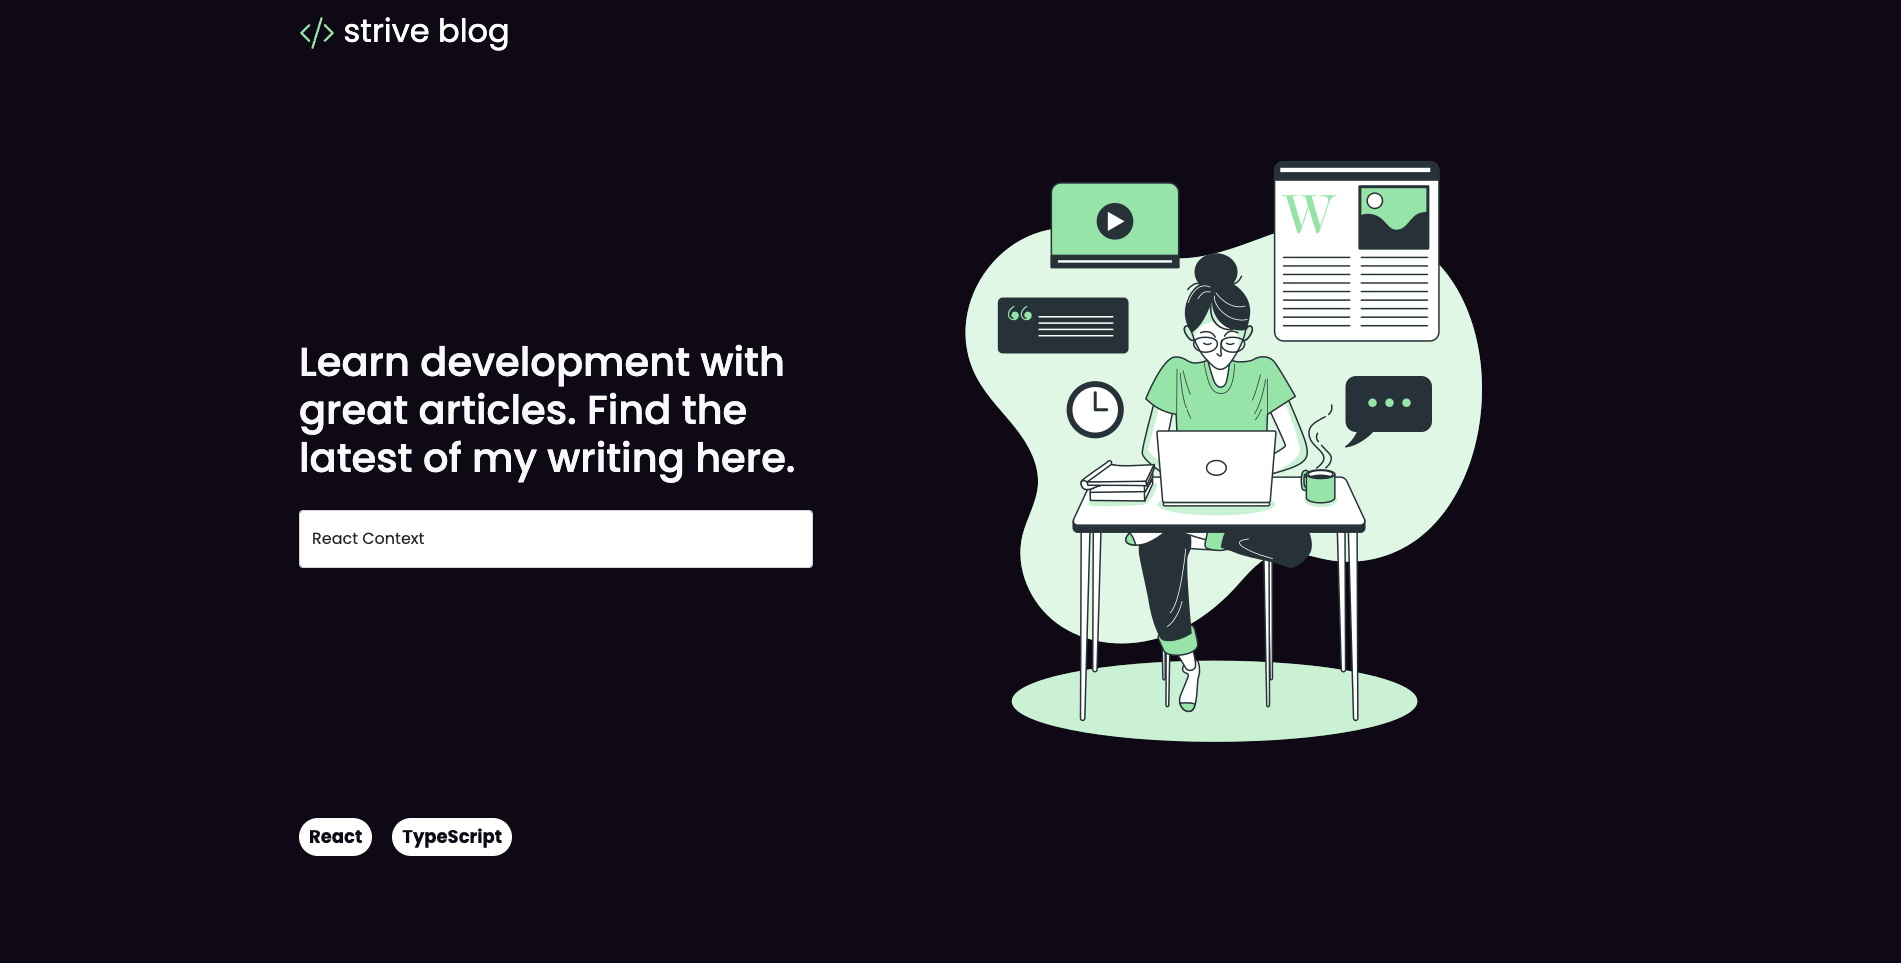 </> strive blog
W
“
Learn development with
great articles. Find the
latest of my writing here.
React Context
React
TypeScript